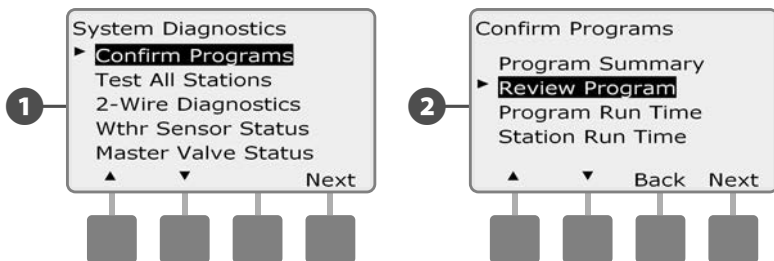 System Diagnostics
Confirm Programs
Test All Stations
2-Wire Diagnostics
Wthr Sensor Status
Master Valve Status
Next
1
Confirm Programs
Program Summary
Review Program
Program Run Time
Station Run Time
Back Next
2